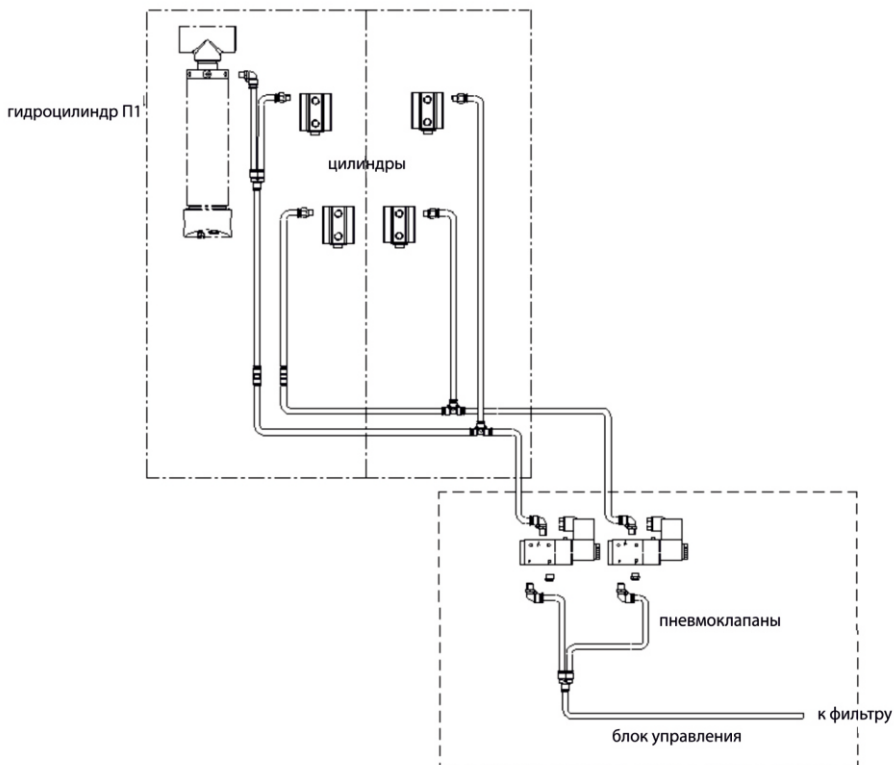 гидроцилиндр П1
цилиндры
пневмоклапаны
к фильтру
блок управления